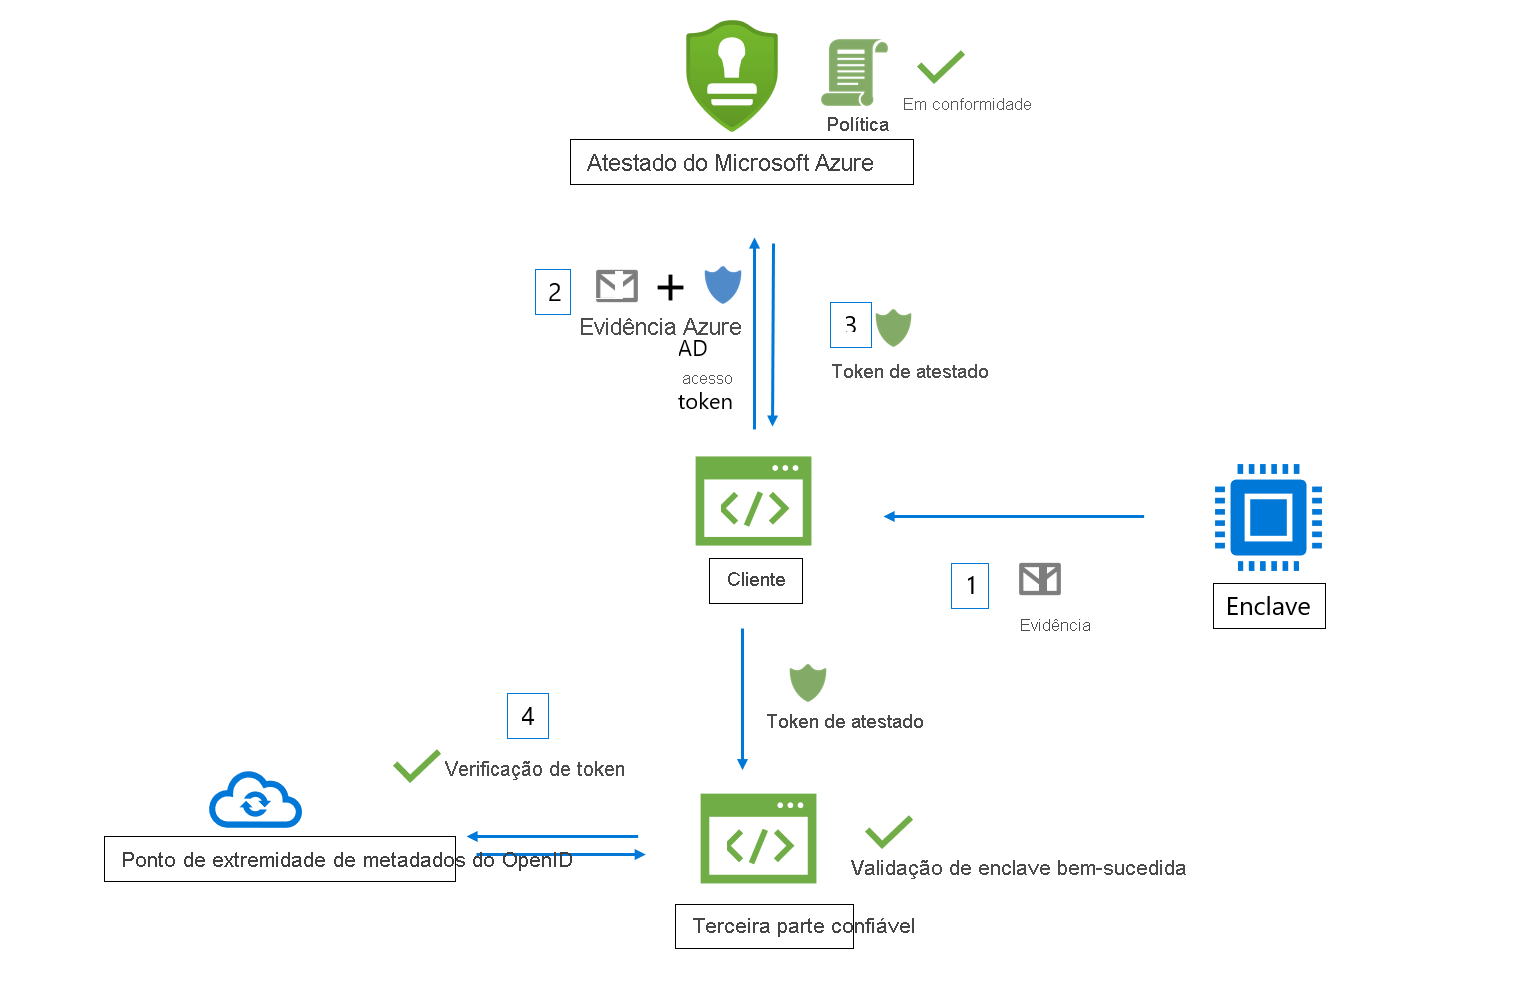 Política
Em conformidade
Atestado do Microsoft Azure
2
Evidência Azure
AD
acesso
token
3
Token de atestado
Cliente
1
Evidência
Enclave
Token de atestado
4
Verificação de token
Ponto de extremidade de metadados do OpenID
Validação de enclave bem-sucedida
Terceira parte confiável